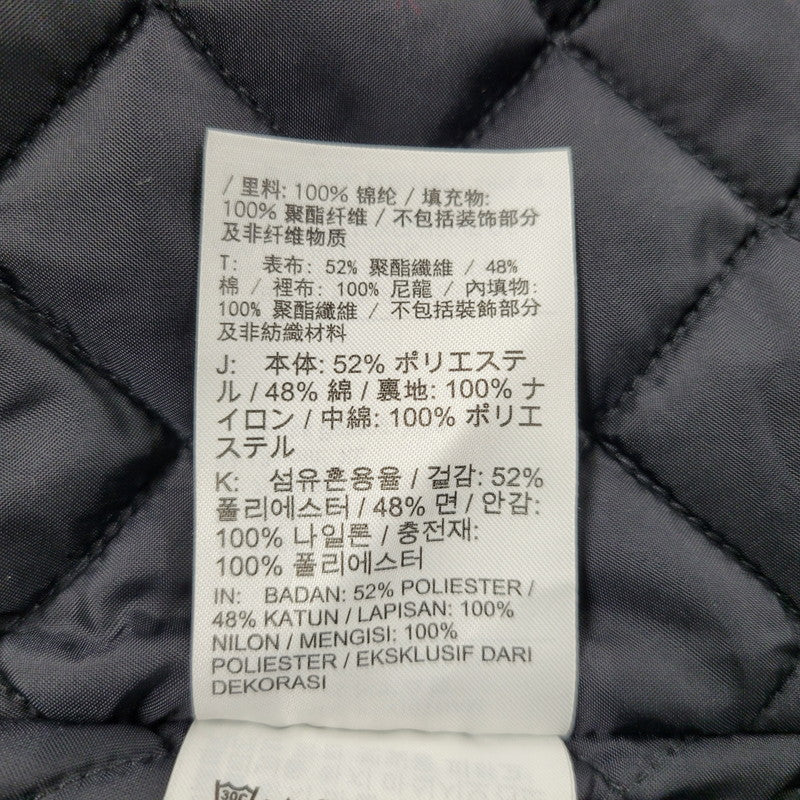 / 里料: 100% 锦纶 / 填充物:
100% 聚酯纤维 / 不包括装饰部分
及非纤维物质
T: 表布: 52% 聚酯纖維 / 48%
棉 / 裡布: 100% 尼龍 / 內填物:
100% 聚酯纖維 / 不包括裝飾部分
及非紡織材料
J: 本体: 52% ポリエステ
ル / 48% 綿 / 裏地: 100% ナ
イロン / 中綿: 100% ポリエ
ステル
K: 섬유혼용율 / 겉감: 52%
폴리에스터 / 48% 면 / 안감:
100% 나일론 / 충전재:
100% 폴리에스터
IN: BADAN: 52% POLIESTER /
48% KATUN / LAPISAN: 100%
NILON / MENGISI: 100%
POLIESTER / EKSKLUSIF DARI
DEKORASI
30C